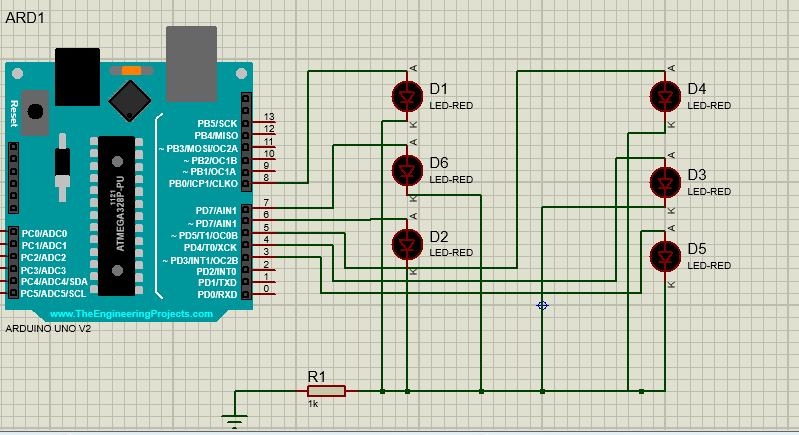 ARD1
Reset
1121
ATMEGA328P-PU
PB5/SCK 13
PB4/MISO 12
~ PB3/MOSI/OC2A 11
~ PB2/OC1B 10
~ PB1/OC1A 9
PB0/ICP1/CLKO 8
PD7/AIN1 7
~ PD7/AIN1 6
~ PD5/T1/OC0B 5
PD4/T0/XCK 4
~ PD3/INT1/OC2B 3
PD2/INT0 2
PD1/TXD 1
PD0/RXD 0
PC0/ADC0
PC1/ADC1
PC2/ADC2
PC3/ADC3
PC4/ADC4/SDA
PC5/ADC5/SCL
www.TheEngineeringProjects.com
ARDUINO UNO V2
A
D1
LED-RED
K
A
D6
LED-RED
K
A
D2
LED-RED
K
A
D4
LED-RED
K
A
D3
LED-RED
K
A
D5
LED-RED
K
R1
1k